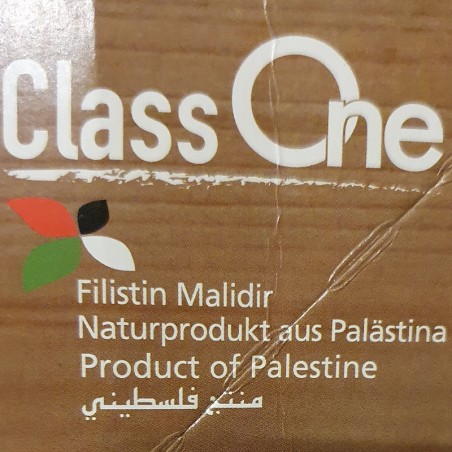 Class One
Filistin Malidir
Naturprodukt aus Palästina
Product of Palestine
منتج فلسطيني